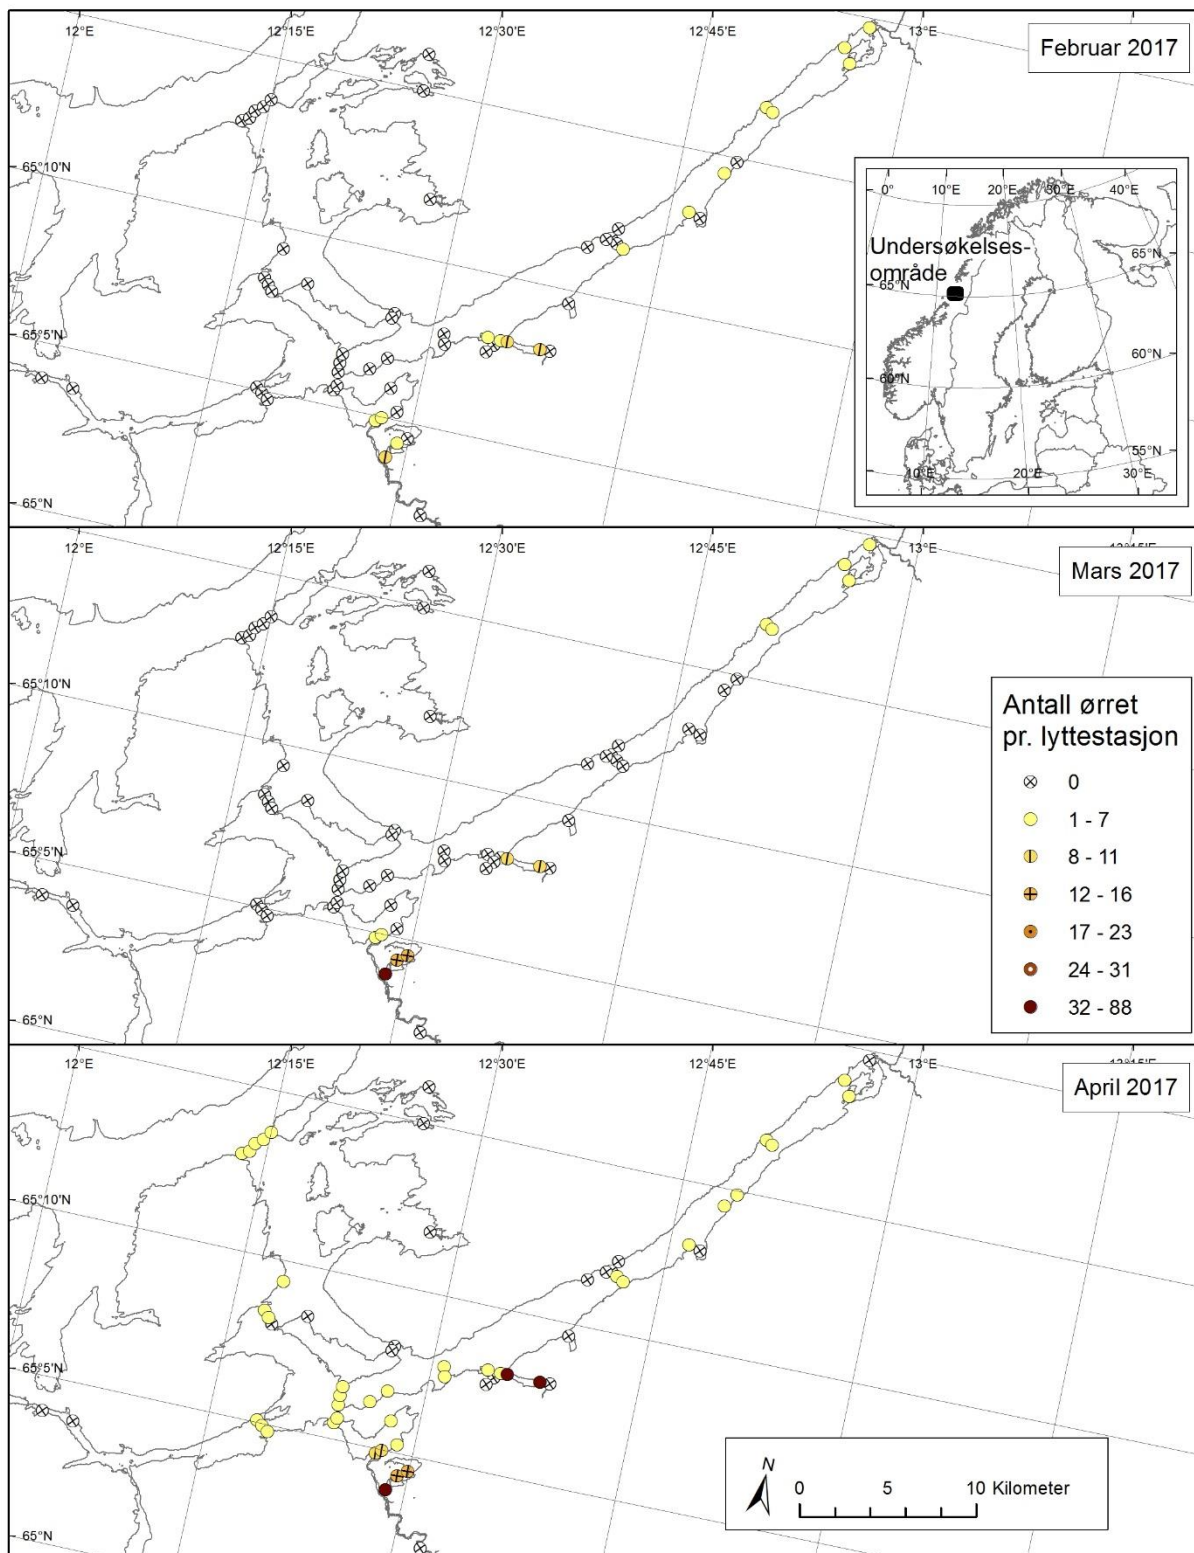 12°E
12°15'E
12°30'E
12°45'E
13°E
Februar 2017
65°10'N
65°5'N
65°N
0°
10°E
20°E
30°E
40°E
Undersøkelses-
område
65°N
65°E
60°N
60°E
55°E
10°E
20°E
30°E
12°E
12°15'E
12°30'E
12°45'E
13°E
Mars 2017
65°10'N
65°5'N
65°N
Antall ørret
pr. lyttestasjon
0
1 - 7
8 - 11
12 - 16
17 - 23
24 - 31
32 - 88
12°E
12°15'E
12°30'E
12°45'E
13°E
April 2017
65°10'N
65°5'N
65°N
N
0 5 10 Kilometer